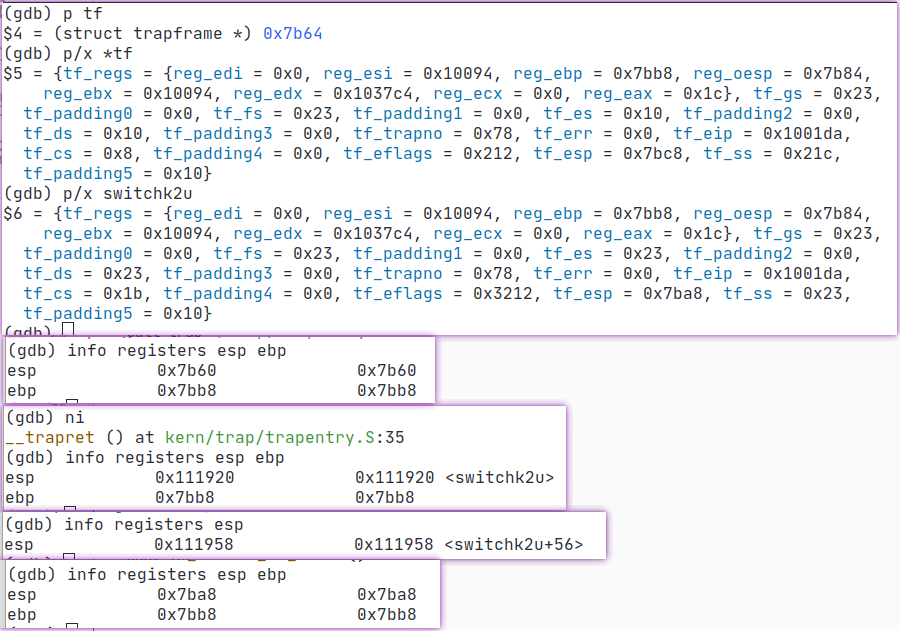 (gdb) p tf
$4 = (struct trapframe *) 0x7b64
(gdb) p/x *tf
$5 = {tf_regs = {reg_edi = 0x0, reg_esi = 0x10094, reg_ebp = 0x7bb8, reg_oesp = 0x7b84,
reg_ebx = 0x10094, reg_edx = 0x1037c4, reg_ecx = 0x0, reg_eax = 0x1c}, tf_gs = 0x23,
tf_padding0 = 0x0, tf_fs = 0x23, tf_padding1 = 0x0, tf_es = 0x10, tf_padding2 = 0x0,
tf_ds = 0x10, tf_padding3 = 0x0, tf_trapno = 0x78, tf_err = 0x0, tf_eip = 0x1001da,
tf_cs = 0x8, tf_padding4 = 0x0, tf_eflags = 0x212, tf_esp = 0x7bc8, tf_ss = 0x21c,
tf_padding5 = 0x10}
(gdb) p/x switchk2u
$6 = {tf_regs = {reg_edi = 0x0, reg_esi = 0x10094, reg_ebp = 0x7bb8, reg_oesp = 0x7b84,
reg_ebx = 0x10094, reg_edx = 0x1037c4, reg_ecx = 0x0, reg_eax = 0x1c}, tf_gs = 0x23,
tf_padding0 = 0x0, tf_fs = 0x23, tf_padding1 = 0x0, tf_es = 0x23, tf_padding2 = 0x0,
tf_ds = 0x23, tf_padding3 = 0x0, tf_trapno = 0x78, tf_err = 0x0, tf_eip = 0x1001da,
tf_cs = 0x1b, tf_padding4 = 0x0, tf_eflags = 0x3212, tf_esp = 0x7ba8, tf_ss = 0x23,
tf_padding5 = 0x10}
(gdb)
(gdb) info registers esp ebp
esp 0x7b60 0x7b60
ebp 0x7bb8 0x7bb8
(gdb) ni
__trapret () at kern/trap/trapentry.S:35
(gdb) info registers esp ebp
esp 0x111920 0x111920 <switchk2u>
ebp 0x7bb8 0x7bb8
(gdb) info registers esp
esp 0x111958 0x111958 <switchk2u+56>
(gdb) info registers esp ebp
esp 0x7ba8 0x7ba8
ebp 0x7bb8 0x7bb8